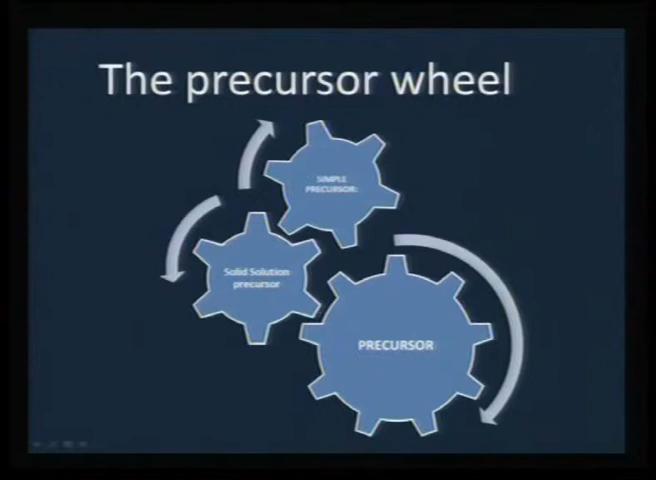 The precursor wheel
SIMPLE
PRECURSOR:
Solid Solution
precursor
PRECURSOR